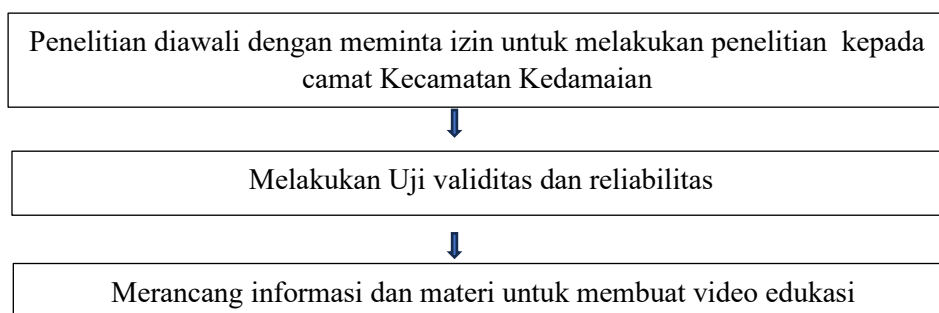 Penelitian diawali dengan meminta izin untuk melakukan penelitian kepada
camat Kecamatan Kedamaian
Melakukan Uji validitas dan reliabilitas
Merancang informasi dan materi untuk membuat video edukasi